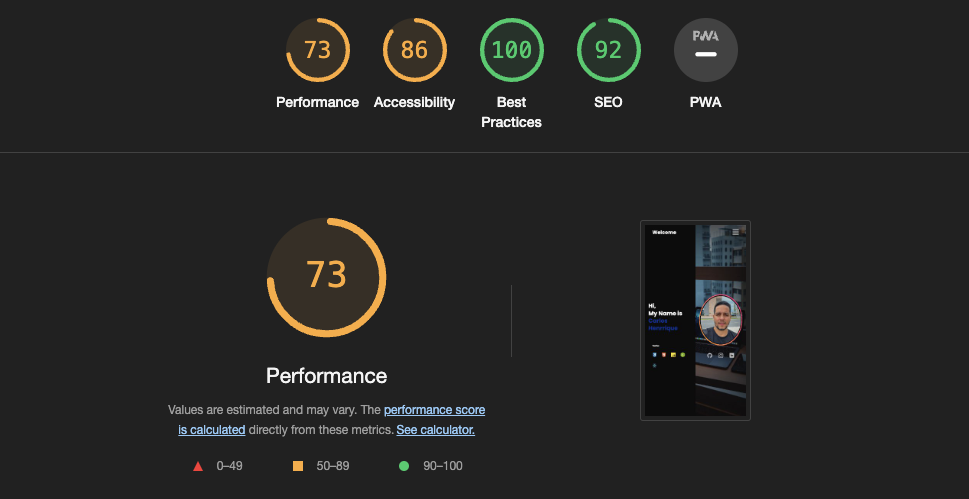 73
86
100
92
PWA
Performance
Accessibility
Best
Practices
SEO
PWA
73
Performance
Values are estimated and may vary. The performance score
is calculated directly from these metrics. See calculator.
0–49
50–89
90–100
Welcome
Hi,
My Name is